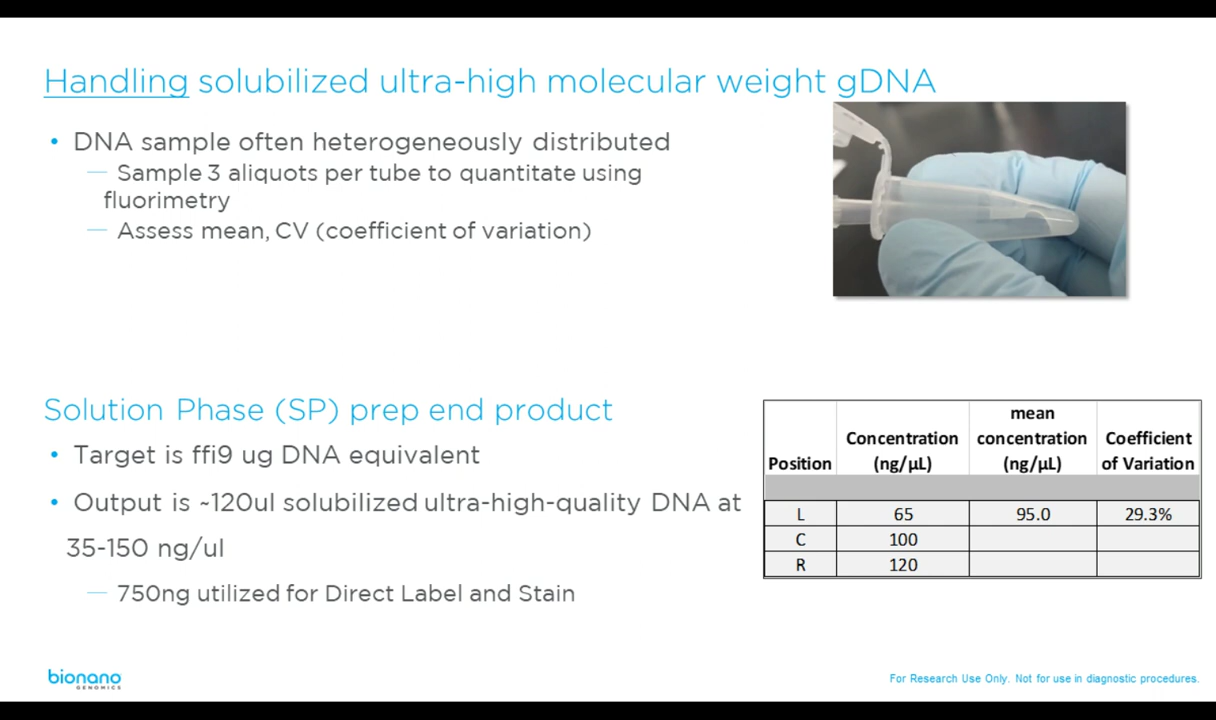 Handling solubilized ultra-high molecular weight gDNA
• DNA sample often heterogeneously distributed
— Sample 3 aliquots per tube to quantitate using
fluorimetry
— Assess mean, CV (coefficient of variation)
Solution Phase (SP) prep end product
• Target is ffi9 ug DNA equivalent
• Output is ~120ul solubilized ultra-high-quality DNA at
35-150 ng/ul
— 750ng utilized for Direct Label and Stain
Position Concentration (ng/µL) mean concentration (ng/µL) Coefficient of Variation
L 65 95.0 29.3%
C 100
R 120
bionano
GENOMICS
For Research Use Only. Not for use in diagnostic procedures.